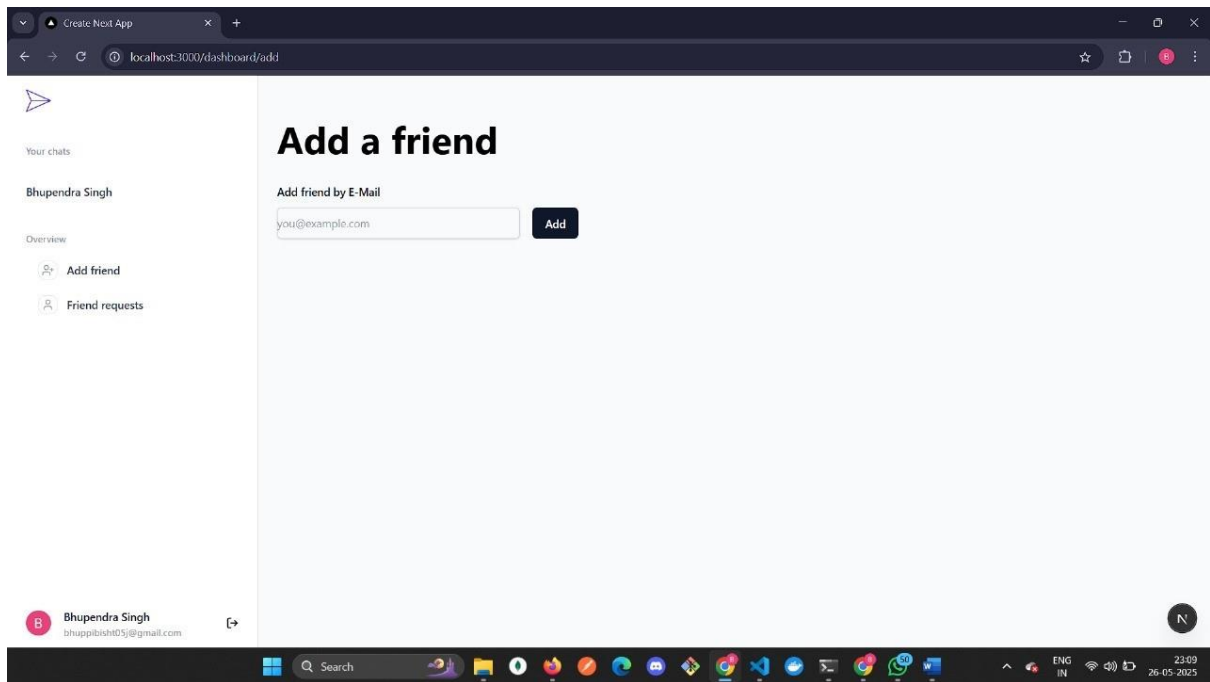 Create Next App
localhost:3000/dashboard/add
B
Your chats
Bhupendra Singh
Overview
Add friend
Friend requests
Add a friend
Add friend by E-Mail
you@example.com
Add
B
Bhupendra Singh
bhuppibisht05j@gmail.com
N
Search
50
ENG
IN
23:09
26-05-2025